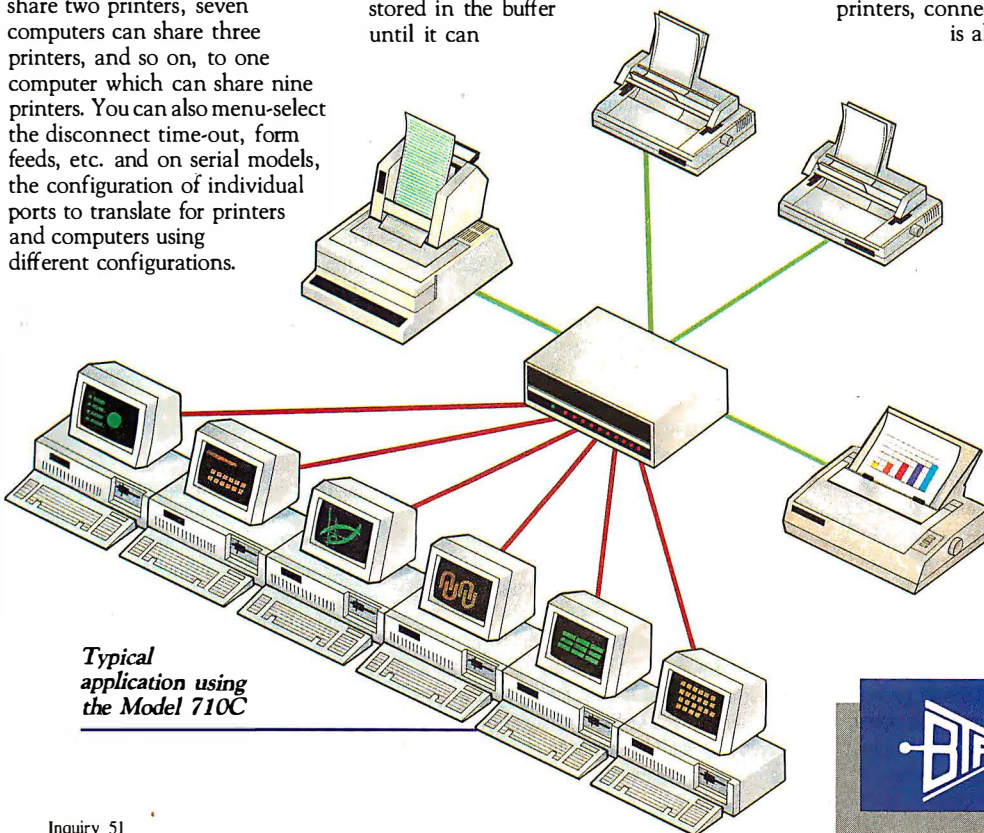 share two printers, seven
computers can share three
printers, and so on, to one
computer which can share nine
printers. You can also menu-select
the disconnect time-out, form
feeds, etc. and on serial models,
the configuration of individual
ports to translate for printers
and computers using
different configurations.
stored in the buffer
until it can
printers,
is
Typical
application using
the Model 710C
Inquiry 51